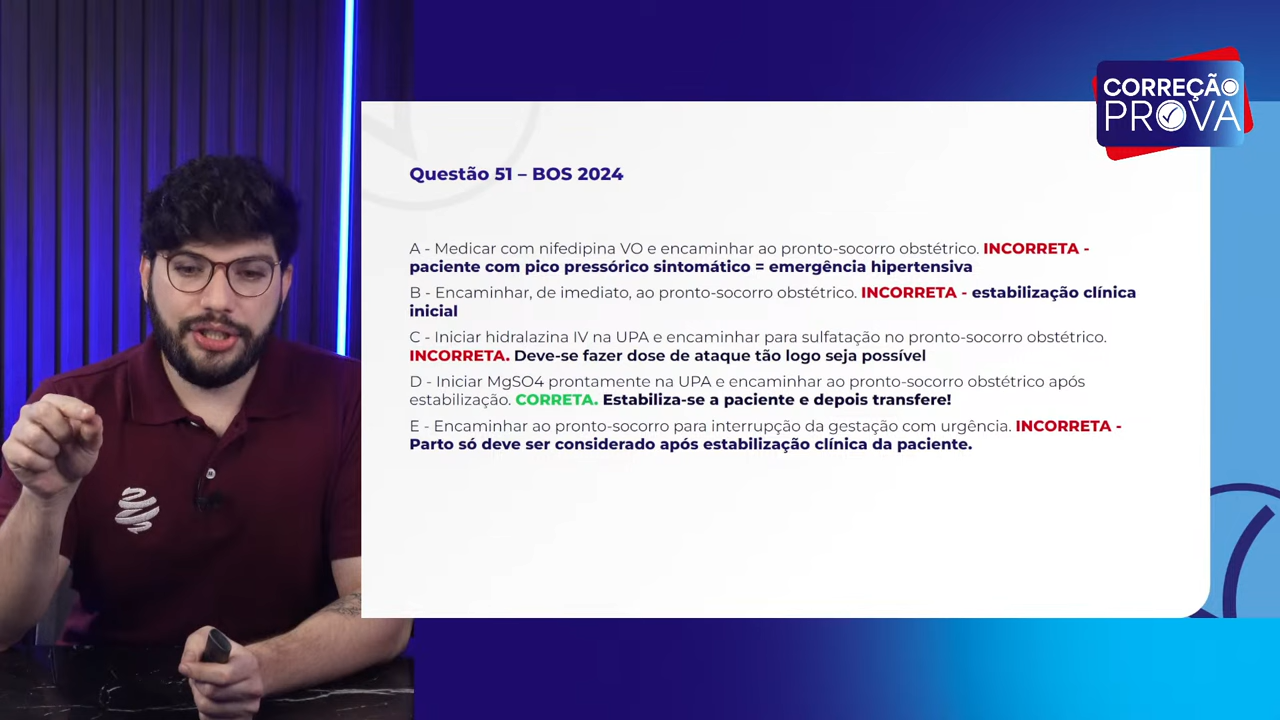 CORREÇÃO
PROVA
Questão 51 – BOS 2024
A - Medicar com nifedipina VO e encaminhar ao pronto-socorro obstétrico. INCORRETA -
paciente com pico pressórico sintomático = emergência hipertensiva
B - Encaminhar, de imediato, ao pronto-socorro obstétrico. INCORRETA - estabilização clínica
inicial
C - Iniciar hidralazina IV na UPA e encaminhar para sulfatação no pronto-socorro obstétrico.
INCORRETA. Deve-se fazer dose de ataque tão logo seja possível
D - Iniciar MgSO4 prontamente na UPA e encaminhar ao pronto-socorro obstétrico após
estabilização. CORRETA. Estabiliza-se a paciente e depois transfere!
E - Encaminhar ao pronto-socorro para interrupção da gestação com urgência. INCORRETA -
Parto só deve ser considerado após estabilização clínica da paciente.